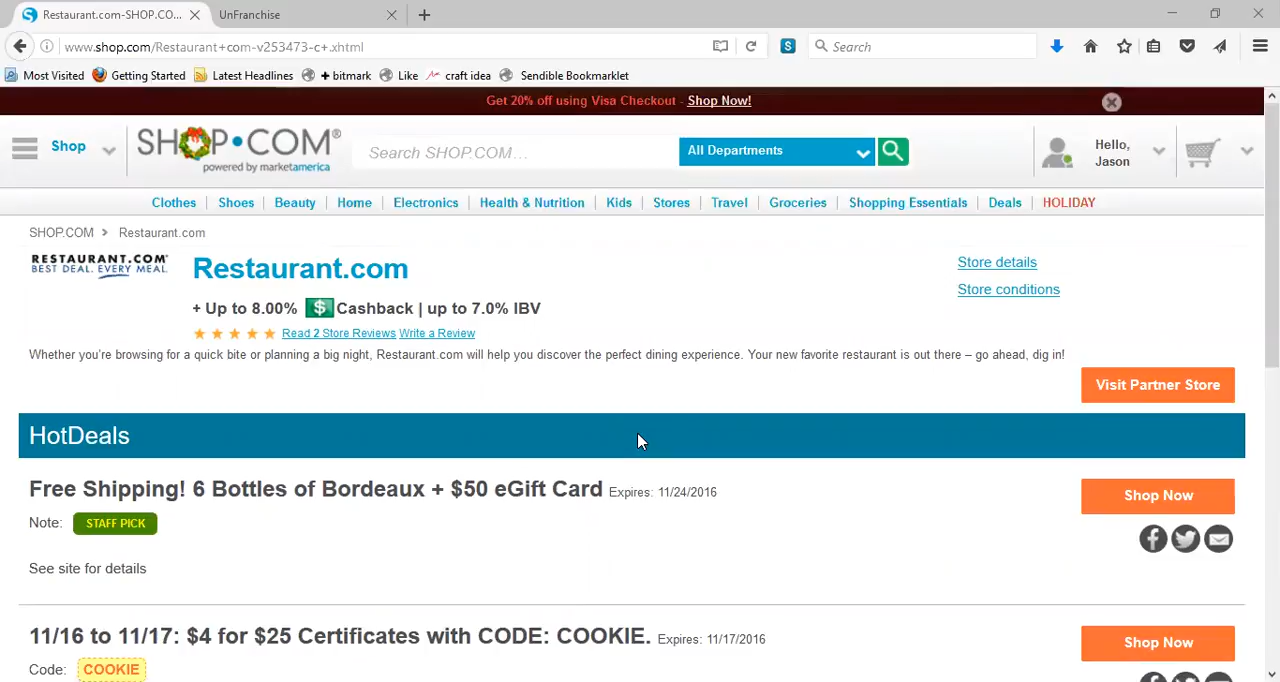 Restaurant.com-SHOP.CO...
UnFranchise
www.shop.com/Restaurant+com-v253473-c+.xhtml
Search
Most Visited
Getting Started
Latest Headlines
+ bitmark
Like
craft idea
Sendible Bookmarklet
Get 20% off using Visa Checkout - Shop Now!
Shop
SHOP•COM®
powered by marketamerica
Search SHOP.COM...
All Departments
Hello,
Jason
Clothes
Shoes
Beauty
Home
Electronics
Health & Nutrition
Kids
Stores
Travel
Groceries
Shopping Essentials
Deals
HOLIDAY
SHOP.COM > Restaurant.com
RESTAURANT.COM®
BEST DEAL. EVERY MEAL.
Restaurant.com
Store details
+ Up to 8.00% $ Cashback | up to 7.0% IBV
Store conditions
Read 2 Store Reviews Write a Review
Whether you're browsing for a quick bite or planning a big night, Restaurant.com will help you discover the perfect dining experience. Your new favorite restaurant is out there – go ahead, dig in!
Visit Partner Store
HotDeals
Free Shipping! 6 Bottles of Bordeaux + $50 eGift Card Expires: 11/24/2016
Shop Now
Note: STAFF PICK
See site for details
11/16 to 11/17: $4 for $25 Certificates with CODE: COOKIE. Expires: 11/17/2016
Shop Now
Code: COOKIE